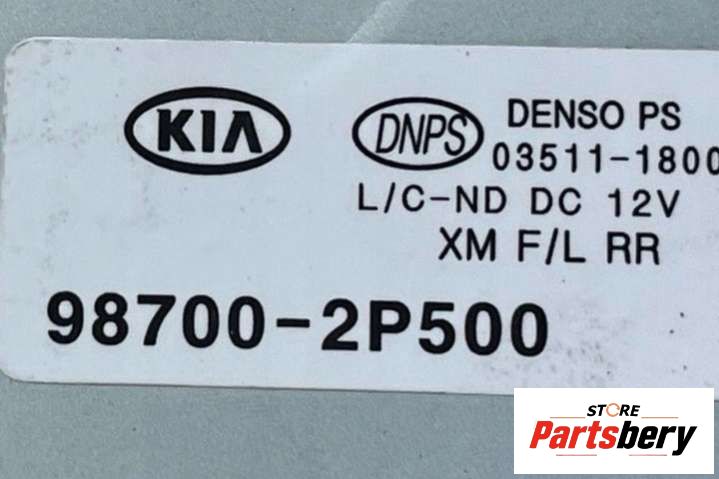 KIA
DNPS
DENSO PS
03511-1800
L/C-ND DC 12V
XM F/L RR
98700-2P500
STORE
Partsbery